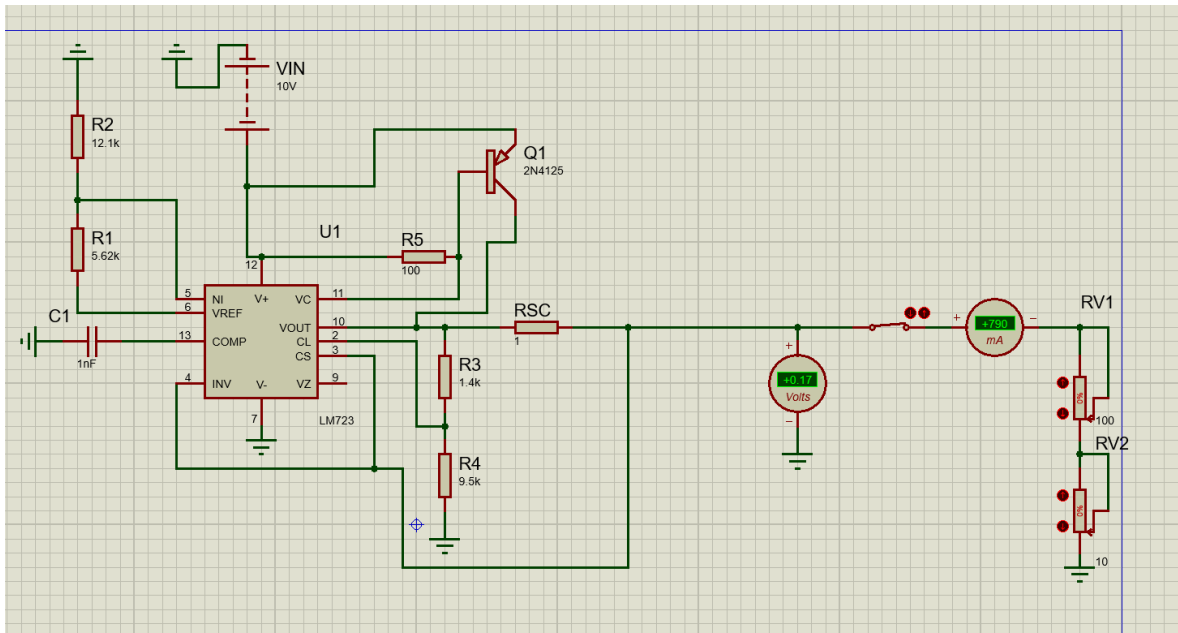 VIN
10V
R2
12.1k
Q1
2N4125
R1
5.62k
U1
R5
100
12
5
NI
V+
VC
11
6
VREF
C1
1nF
13
COMP
VOUT
10
CL
2
CS
3
4
INV
V-
VZ
9
7
LM723
RSC
1
R3
1.4k
R4
9.5k
+
+0.17
Volts
−
+
+790
mA
−
RV1
0%
100
RV2
0%
10